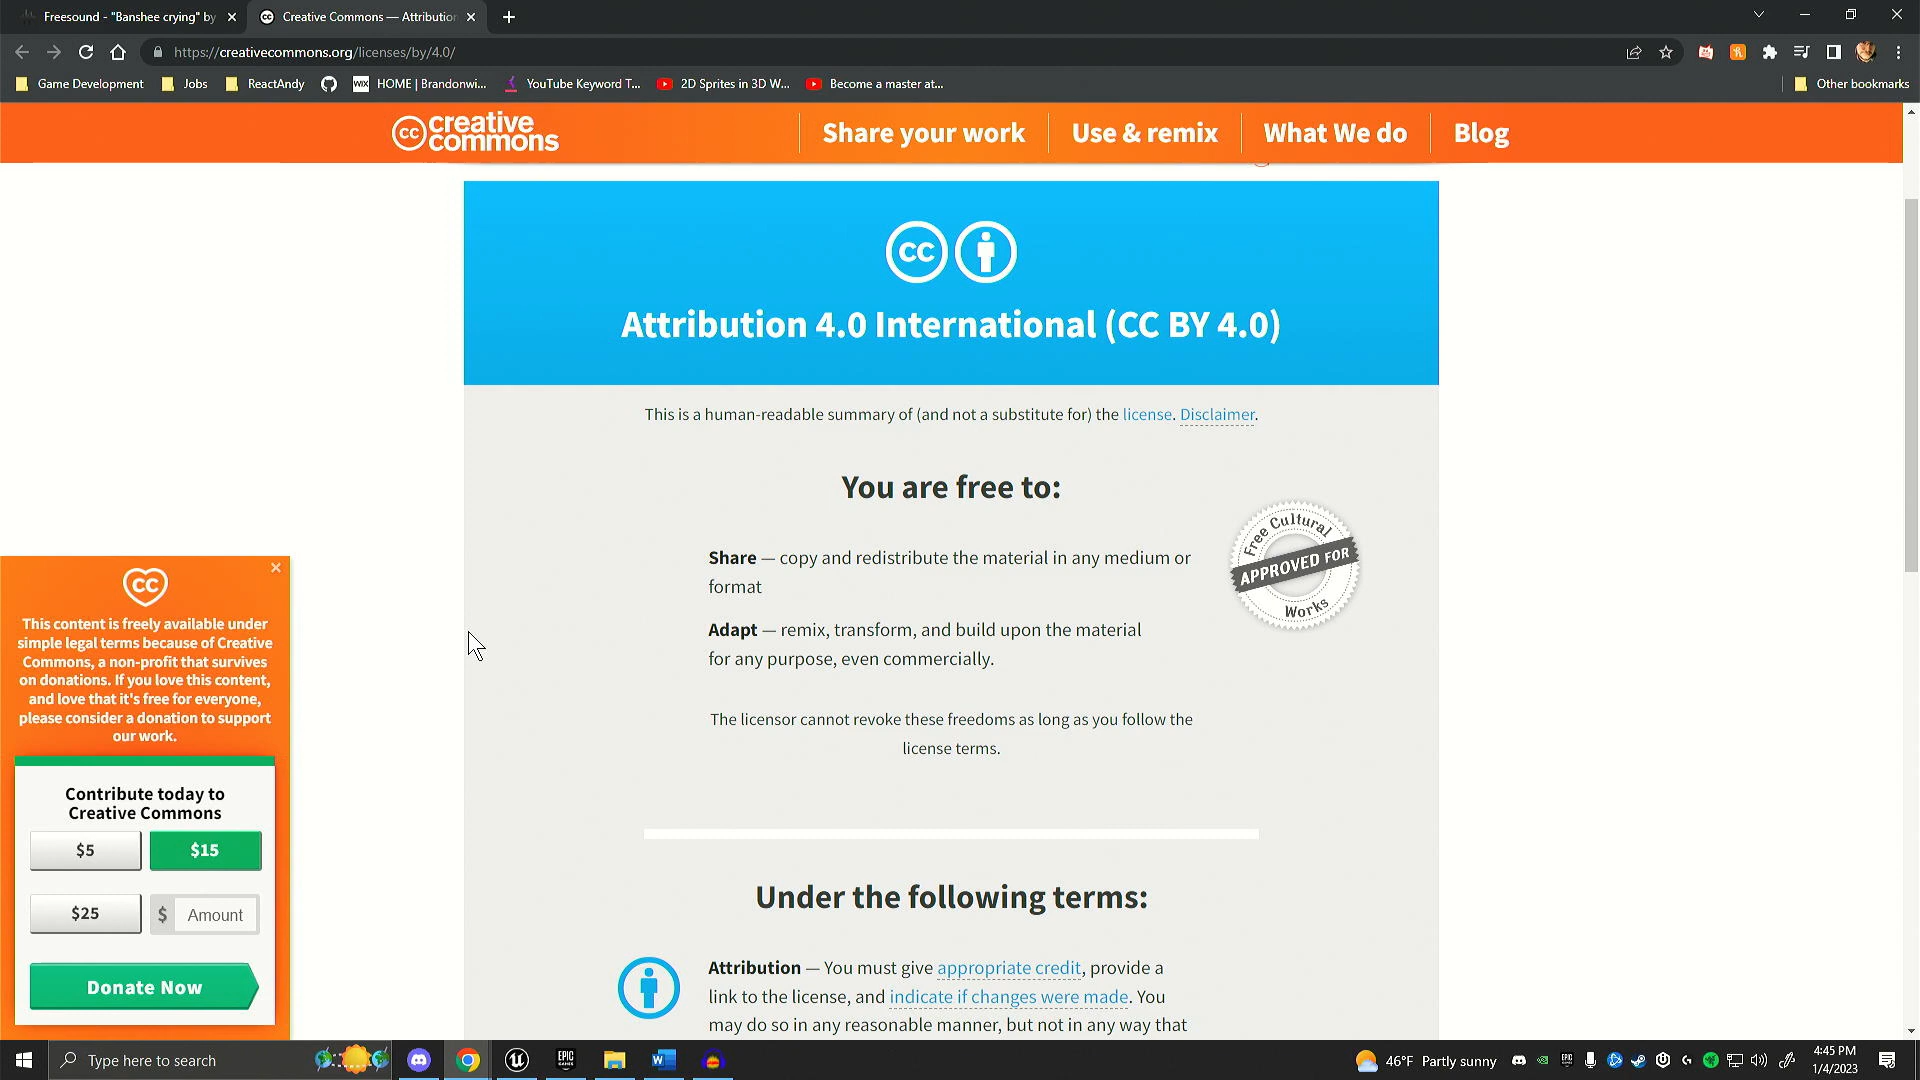 Freesound - "Banshee crying" by
Creative Commons — Attribution
https://creativecommons.org/licenses/by/4.0/
Game Development
Jobs
ReactAndy
WIX
HOME | Brandonwi...
YouTube Keyword T...
2D Sprites in 3D W...
Become a master at...
Other bookmarks
cc creative commons
Share your work
Use & remix
What We do
Blog
cc
Attribution 4.0 International (CC BY 4.0)
This is a human-readable summary of (and not a substitute for) the license. Disclaimer.
You are free to:
Share — copy and redistribute the material in any medium or
format
Adapt — remix, transform, and build upon the material
for any purpose, even commercially.
Free Cultural
APPROVED FOR
Works
The licensor cannot revoke these freedoms as long as you follow the
license terms.
Under the following terms:
Attribution — You must give appropriate credit, provide a
link to the license, and indicate if changes were made. You
may do so in any reasonable manner, but not in any way that
cc
This content is freely available under
simple legal terms because of Creative
Commons, a non-profit that survives
on donations. If you love this content,
and love that it's free for everyone,
please consider a donation to support
our work.
Contribute today to
Creative Commons
$5
$15
$25
$ Amount
Donate Now
Type here to search
EPIC GAMES
W
46°F Partly sunny
4:45 PM
1/4/2023